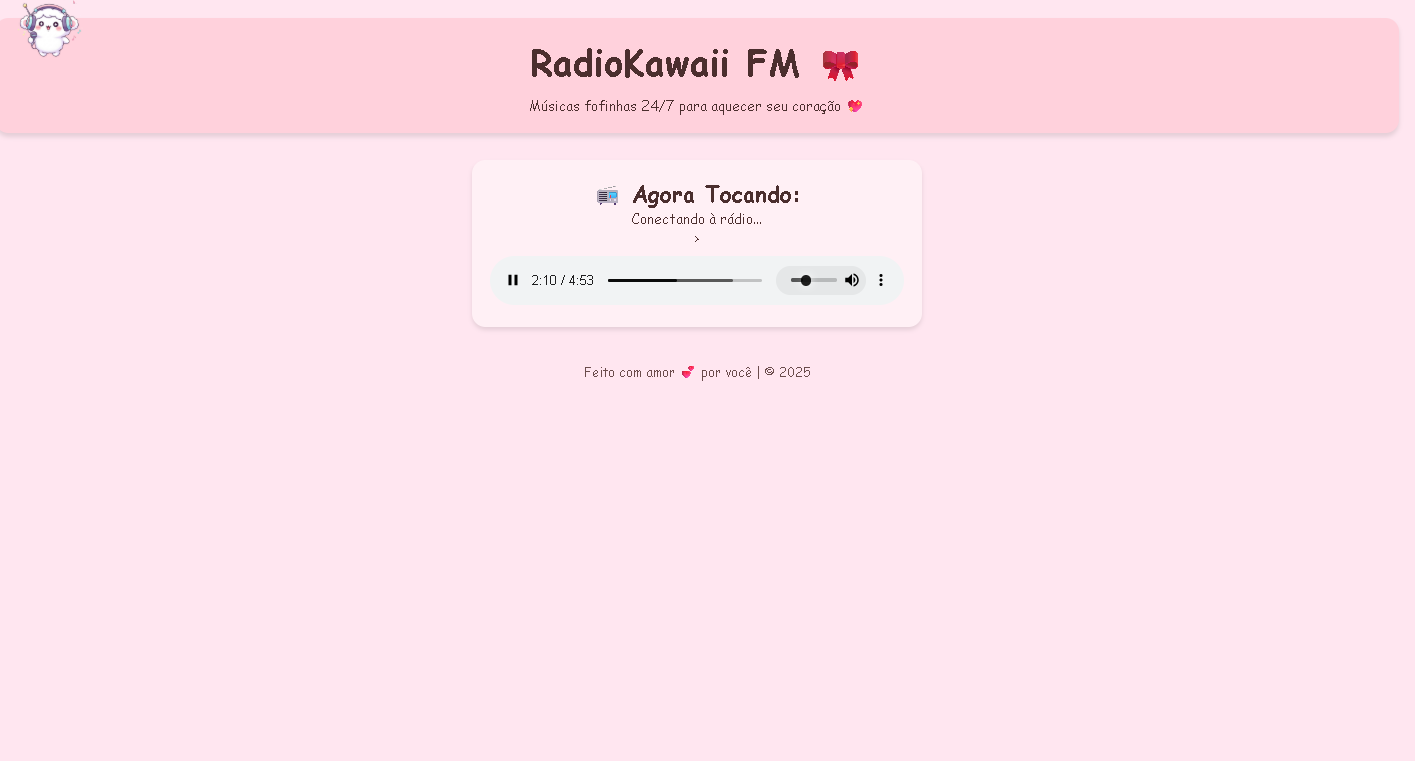 RadioKawaii FM 🎀
Músicas fofinhas 24/7 para aquecer seu coração 💖
📻 Agora Tocando:
Conectando à rádio...
>
2:10 / 4:53
Feito com amor 💕 por você | © 2025